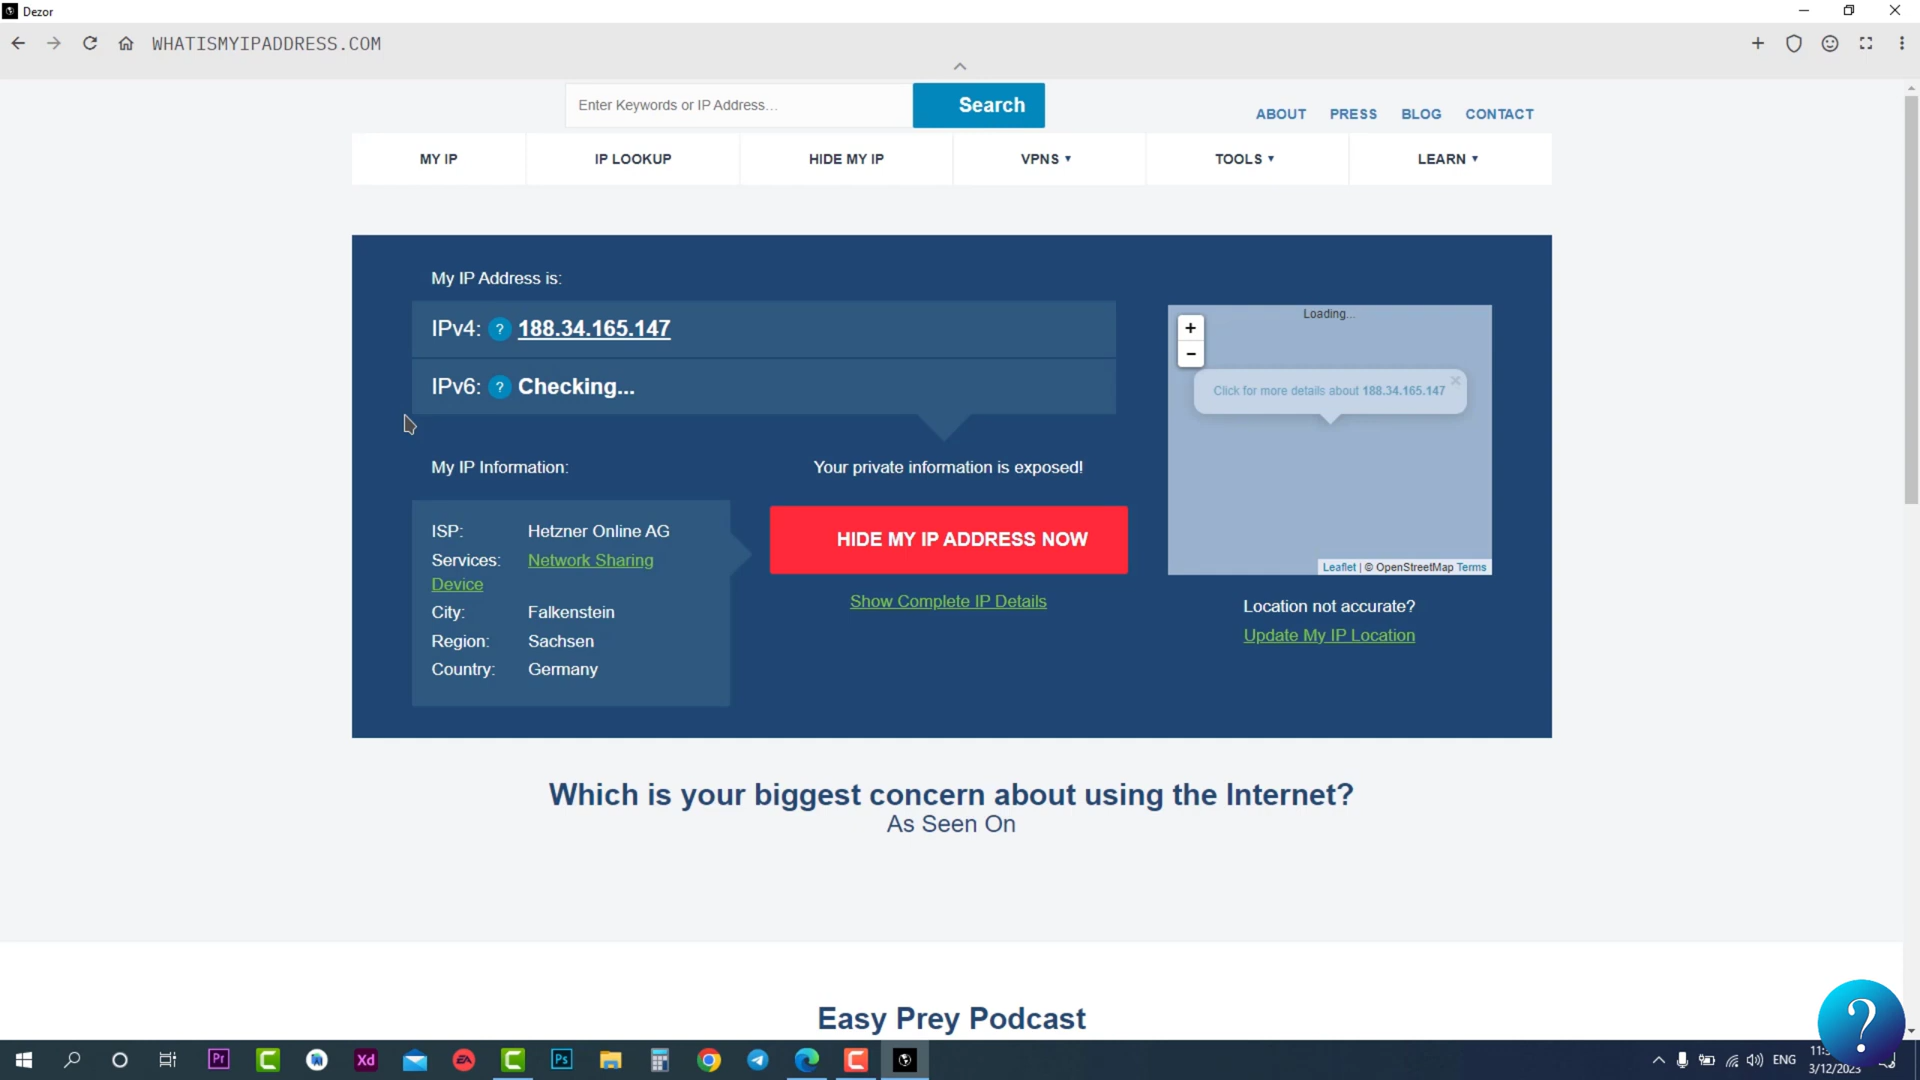 Dezor
WHATISMYIPADDRESS.COM
Enter Keywords or IP Address...
Search
ABOUT PRESS BLOG CONTACT
MY IP IP LOOKUP HIDE MY IP VPNS ▼ TOOLS ▼ LEARN ▼
My IP Address is:
IPv4: ? 188.34.165.147
IPv6: ? Checking...
Loading...
+
−
Click for more details about 188.34.165.147 ×
Leaflet | © OpenStreetMap Terms
My IP Information:
ISP: Hetzner Online AG
Services: Network Sharing
Device
City: Falkenstein
Region: Sachsen
Country: Germany
Your private information is exposed!
HIDE MY IP ADDRESS NOW
Show Complete IP Details
Location not accurate?
Update My IP Location
Which is your biggest concern about using the Internet?
As Seen On
Easy Prey Podcast
?
Pr
Xd
EA
Ps
ENG
3/12/2023